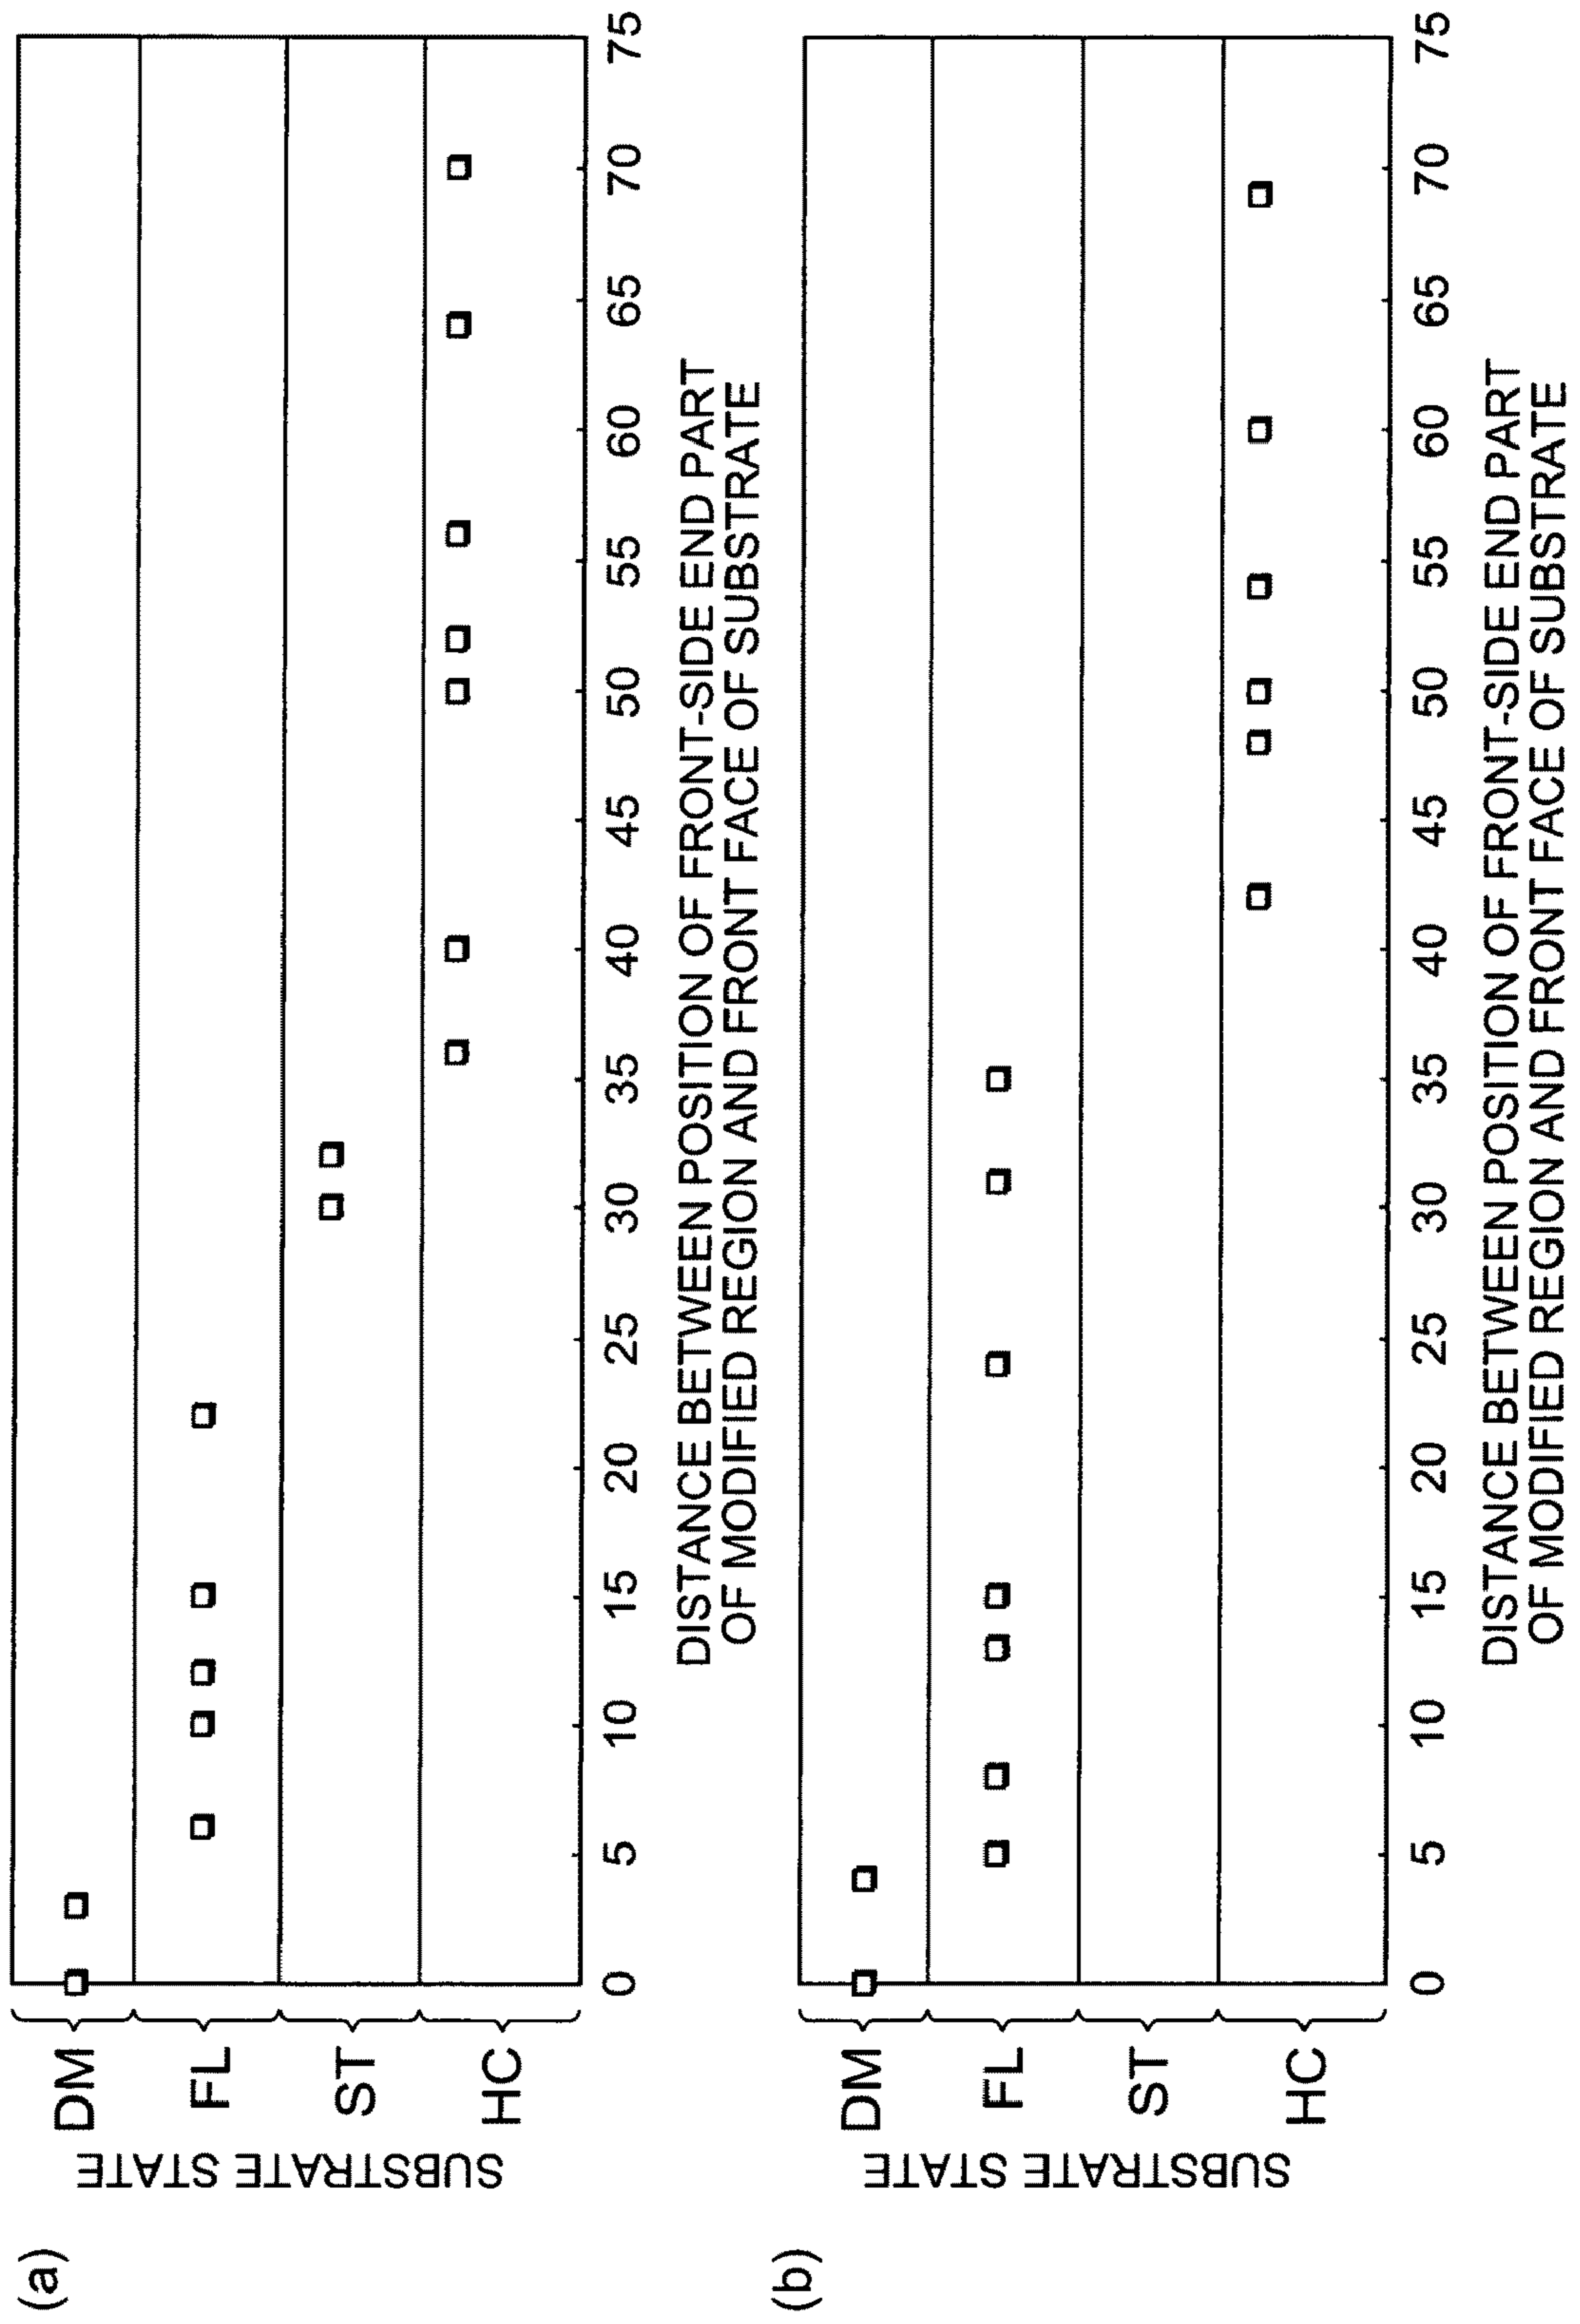 (a)
SUBSTRATE STATE
DM
FL
ST
HC
0 5 10 15 20 25 30 35 40 45 50 55 60 65 70 75
DISTANCE BETWEEN POSITION OF FRONT-SIDE END PART
OF MODIFIED REGION AND FRONT FACE OF SUBSTRATE
(b)
SUBSTRATE STATE
DM
FL
ST
HC
0 5 10 15 20 25 30 35 40 45 50 55 60 65 70 75
DISTANCE BETWEEN POSITION OF FRONT-SIDE END PART
OF MODIFIED REGION AND FRONT FACE OF SUBSTRATE